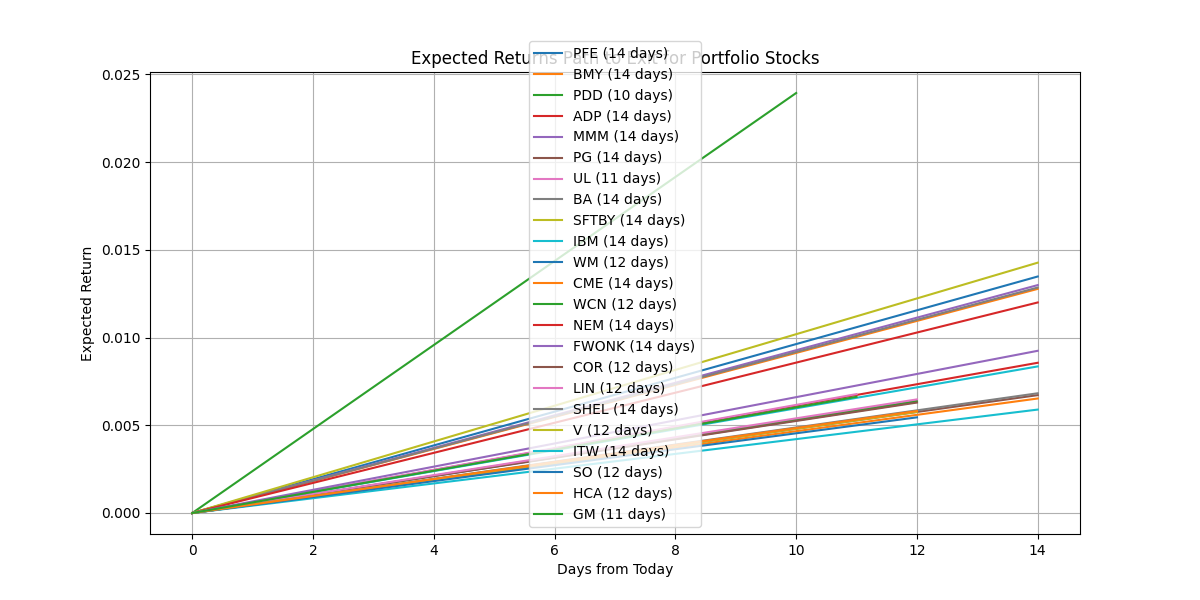 Expected Returns Path to Exit for Portfolio Stocks
PFE (14 days)
BMY (14 days)
PDD (10 days)
ADP (14 days)
MMM (14 days)
PG (14 days)
UL (11 days)
BA (14 days)
SFTBY (14 days)
IBM (14 days)
WM (12 days)
CME (14 days)
WCN (12 days)
NEM (14 days)
FWONK (14 days)
COR (12 days)
LIN (12 days)
SHEL (14 days)
V (12 days)
ITW (14 days)
SO (12 days)
HCA (12 days)
GM (11 days)
Expected Return
0.025
0.020
0.015
0.010
0.005
0.000
0
2
4
6
8
10
12
14
Days from Today